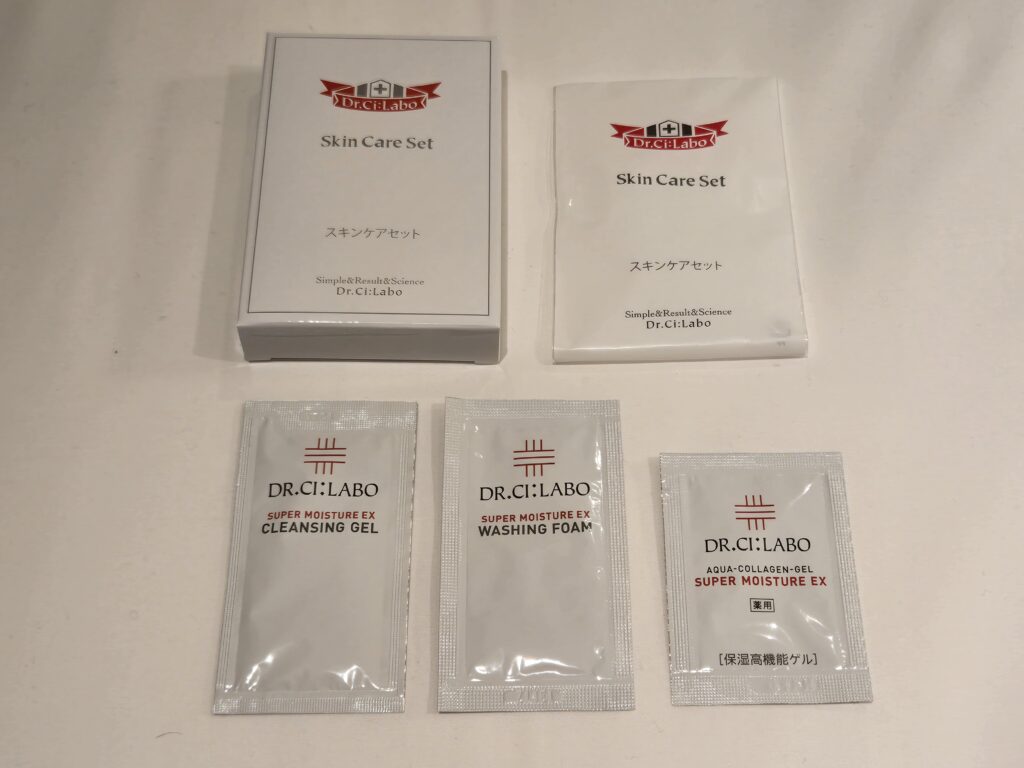 Dr.Ci:Labo
Skin Care Set
スキンケアセット
Simple&Result&Science
Dr.Ci:Labo
Dr.Ci:Labo
Skin Care Set
スキンケアセット
Simple&Result&Science
Dr.Ci:Labo
DR.CI:LABO
SUPER MOISTURE EX
CLEANSING GEL
DR.CI:LABO
SUPER MOISTURE EX
WASHING FOAM
DR.CI:LABO
AQUA-COLLAGEN-GEL
SUPER MOISTURE EX
薬用
[保湿高機能ゲル]